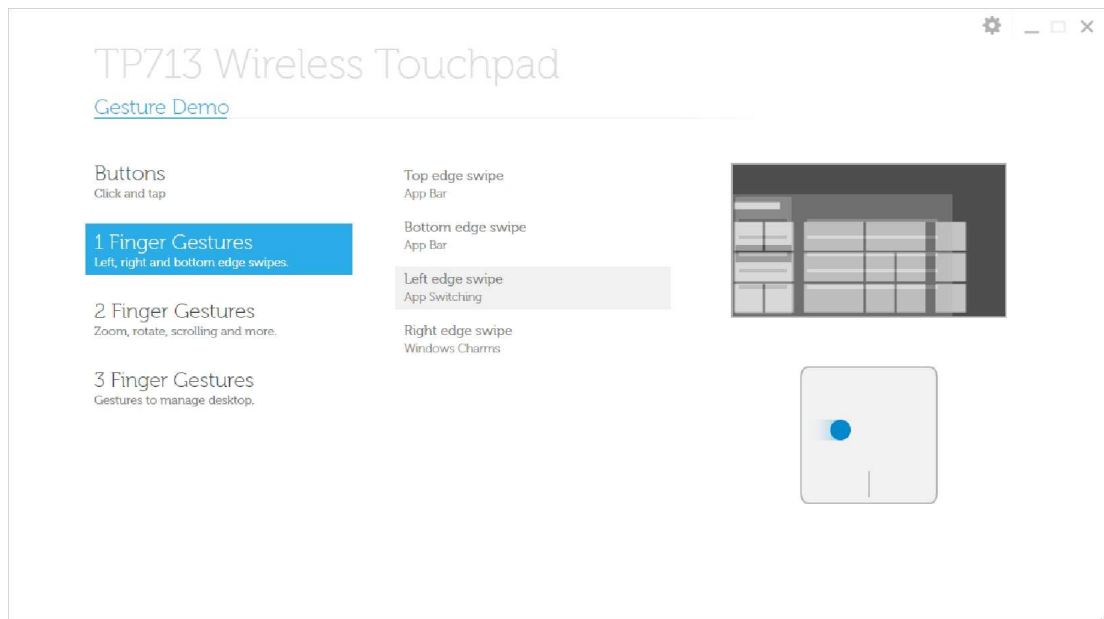 TP713 Wireless Touchpad
Gesture Demo
Buttons
Click and tap
1 Finger Gestures
Left, right and bottom edge swipes.
2 Finger Gestures
Zoom, rotate, scrolling and more.
3 Finger Gestures
Gestures to manage desktop.
Top edge swipe
App Bar
Bottom edge swipe
App Bar
Left edge swipe
App Switching
Right edge swipe
Windows Charms